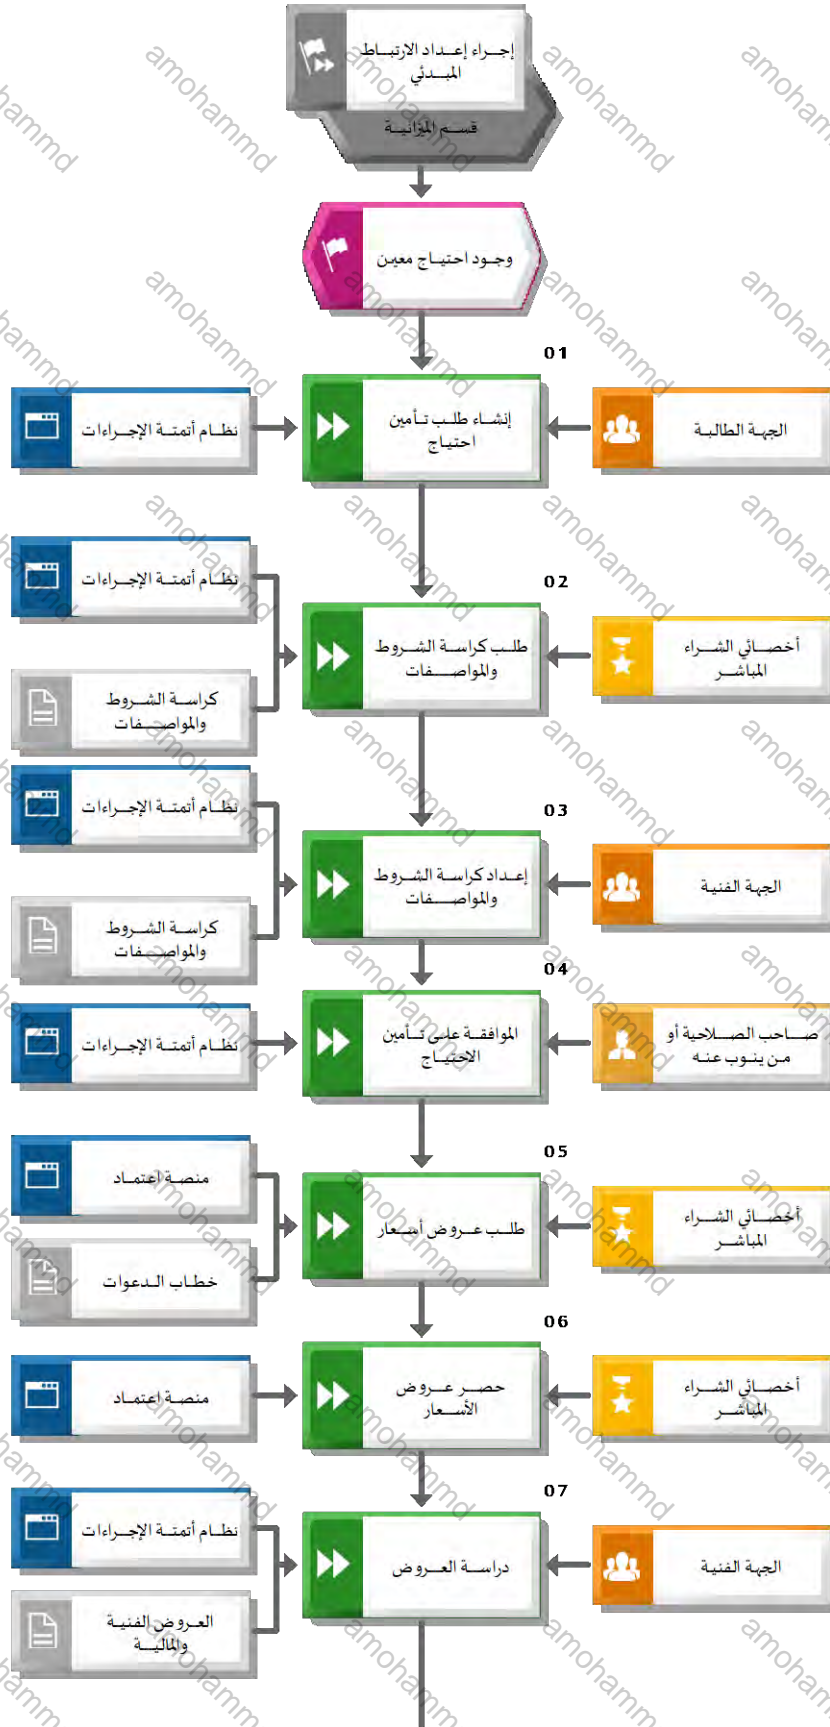 إجراء إعداد الارتباط
المبدئي
قسم الميزانية
وجود احتياج معين
01
الجهة الطالبة
إنشاء طلب تأمين
احتياج
نظام أتمتة الإجراءات
02
أخصائي الشراء
المباشر
طلب كراسة الشروط
والمواصفات
نظام أتمتة الإجراءات
كراسة الشروط
والمواصفات
03
الجهة الفنية
إعداد كراسة الشروط
والمواصفات
نظام أتمتة الإجراءات
كراسة الشروط
والمواصفات
04
صاحب الصلاحية أو
من ينوب عنه
الموافقة على تأمين
الاحتياج
نظام أتمتة الإجراءات
05
أخصائي الشراء
المباشر
طلب عروض أسعار
منصة اعتماد
خطاب الدعوات
06
أخصائي الشراء
المباشر
حصر عروض
الأسعار
منصة اعتماد
07
الجهة الفنية
دراسة العروض
نظام أتمتة الإجراءات
العروض الفنية
والمالية
amohammd